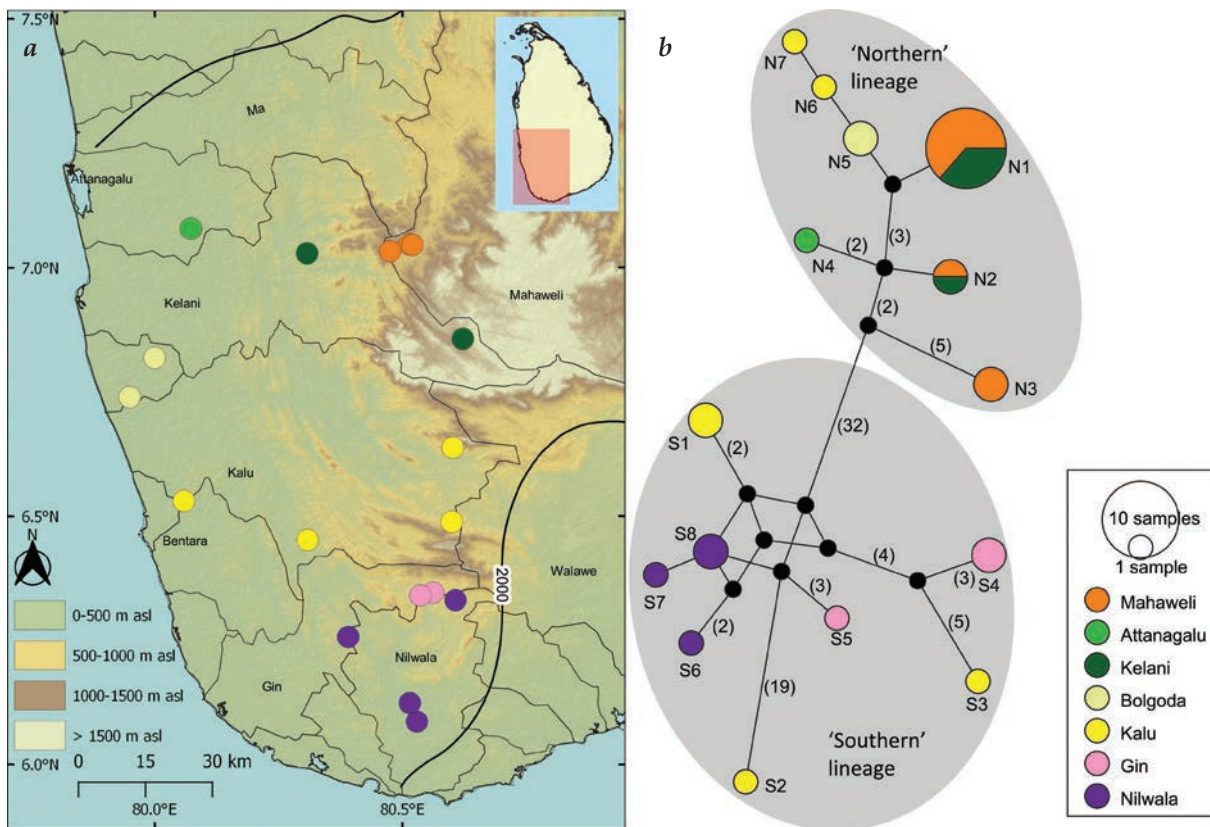 a
7.5°N
7.0°N
6.5°N
6.0°N
80.0°E
80.5°E
Ma
Attanagalu
Kelani
Mahaweli
Kalu
Bentara
Walawe
Gin
Nilwala
2000
N
0-500 m asl
500-1000 m asl
1000-1500 m asl
> 1500 m asl
0 15 30 km
b
'Northern'
lineage
N7
N6
N5
N1
(3)
(2)
N4
N2
(2)
(5)
N3
(32)
S1
(2)
S8
S7
(2)
S6
(3)
S5
(4)
(3)
S4
(5)
S3
(19)
S2
'Southern'
lineage
10 samples
1 sample
Mahaweli
Attanagalu
Kelani
Bolgoda
Kalu
Gin
Nilwala